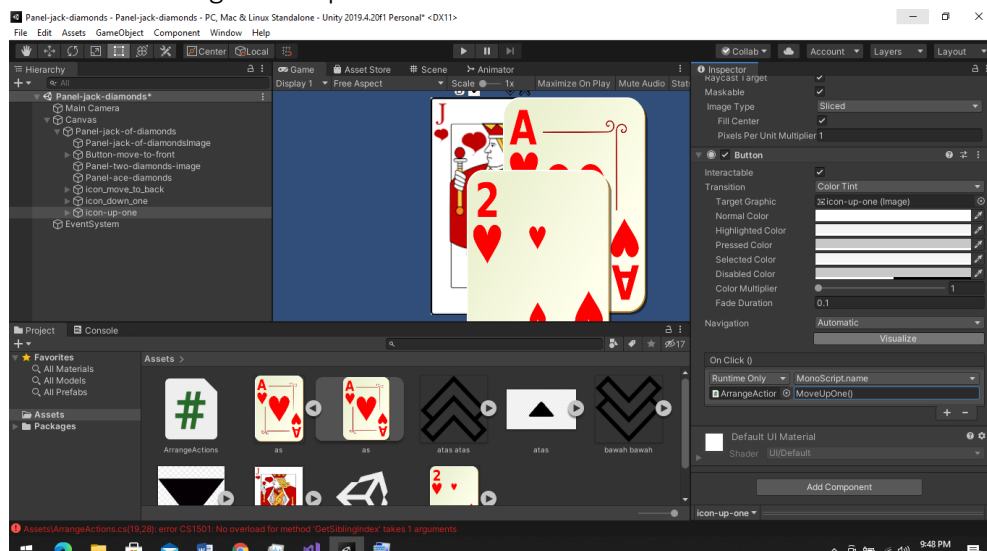 Panel-jack-diamonds - Panel-jack-diamonds - PC, Mac & Linux Standalone - Unity 2019.4.20f1 Personal* <DX11>
File Edit Assets GameObject Component Window Help
Center Local Collab Account Layers Layout
Hierarchy
All
Panel-jack-diamonds*
Main Camera
Canvas
Panel-jack-of-diamonds
Panel-jack-of-diamondsImage
Button-move-to-front
Panel-two-diamonds-image
Panel-ace-diamonds
icon_move_to_back
icon_down_one
icon-up-one
EventSystem
Game Asset Store Scene Animator
Display 1 Free Aspect Scale 1x Maximize On Play Mute Audio Stat
J
A
2
A
Inspector
Raycast Target
Maskable
Image Type Sliced
Fill Center
Pixels Per Unit Multiplier 1
Button
Interactable
Transition Color Tint
Target Graphic icon-up-one (Image)
Normal Color
Highlighted Color
Pressed Color
Selected Color
Disabled Color
Color Multiplier 1
Fade Duration 0.1
Navigation Automatic
Visualize
On Click ()
Runtime Only MonoScript.name
ArrangeActior MoveUpOne()
+ -
Default UI Material
Shader UI/Default
Add Component
icon-up-one
Project Console
17
Favorites
All Materials
All Models
All Prefabs
Assets
Packages
Assets >
#
A
A
ArrangeActions as as atas atas atas bawah bawah
J
2
Assets\ArrangeActions.cs(19,28): error CS1501: No overload for method 'GetSiblingIndex' takes 1 arguments
9:48 PM